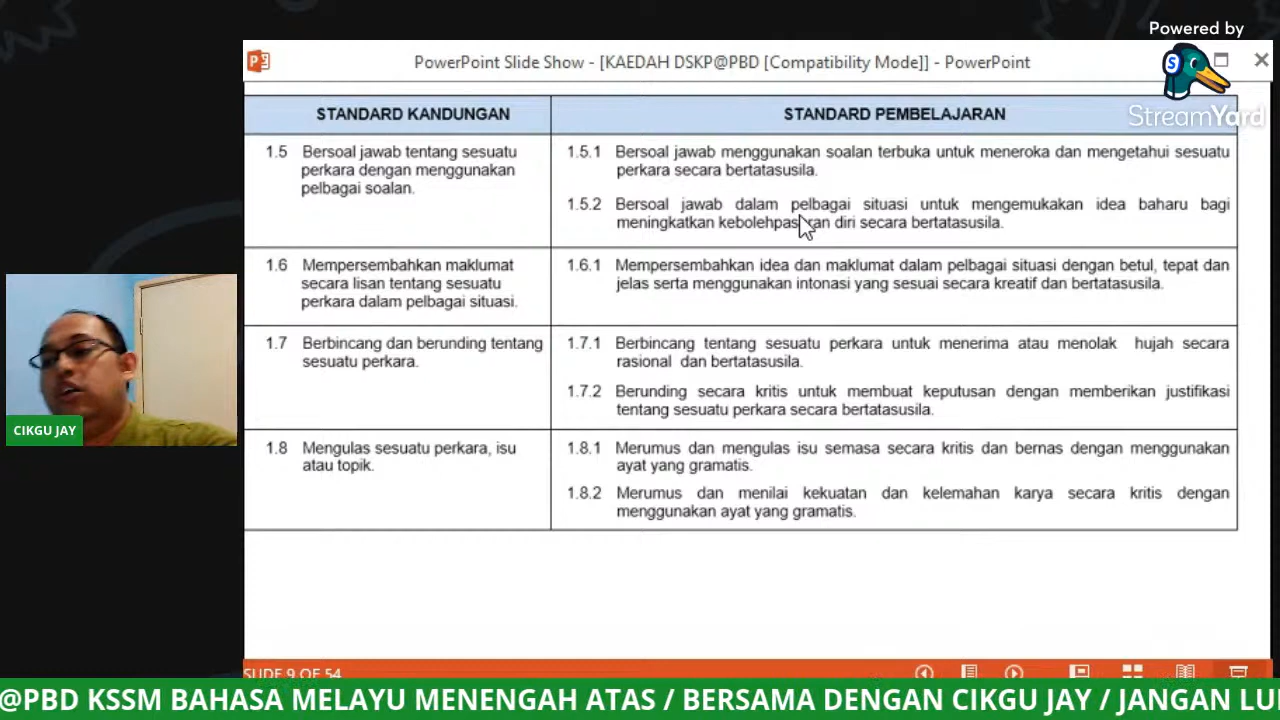 Powered by
StreamYard
PowerPoint Slide Show - [KAEDAH DSKP@PBD [Compatibility Mode]] - PowerPoint
STANDARD KANDUNGAN
STANDARD PEMBELAJARAN
1.5 Bersoal jawab tentang sesuatu
perkara dengan menggunakan
pelbagai soalan.
1.5.1 Bersoal jawab menggunakan soalan terbuka untuk meneroka dan mengetahui sesuatu
perkara secara bertatasusila.
1.5.2 Bersoal jawab dalam pelbagai situasi untuk mengemukakan idea baharu bagi
meningkatkan kebolehpasaran diri secara bertatasusila.
1.6 Mempersembahkan maklumat
secara lisan tentang sesuatu
perkara dalam pelbagai situasi.
1.6.1 Mempersembahkan idea dan maklumat dalam pelbagai situasi dengan betul, tepat dan
jelas serta menggunakan intonasi yang sesuai secara kreatif dan bertatasusila.
1.7 Berbincang dan berunding tentang
sesuatu perkara.
1.7.1 Berbincang tentang sesuatu perkara untuk menerima atau menolak hujah secara
rasional dan bertatasusila.
1.7.2 Berunding secara kritis untuk membuat keputusan dengan memberikan justifikasi
tentang sesuatu perkara secara bertatasusila.
1.8 Mengulas sesuatu perkara, isu
atau topik.
1.8.1 Merumus dan mengulas isu semasa secara kritis dan bernas dengan menggunakan
ayat yang gramatis.
1.8.2 Merumus dan menilai kekuatan dan kelemahan karya secara kritis dengan
menggunakan ayat yang gramatis.
CIKGU JAY
SLIDE 9 OF 54
@PBD KSSM BAHASA MELAYU MENENGAH ATAS / BERSAMA DENGAN CIKGU JAY / JANGAN LU